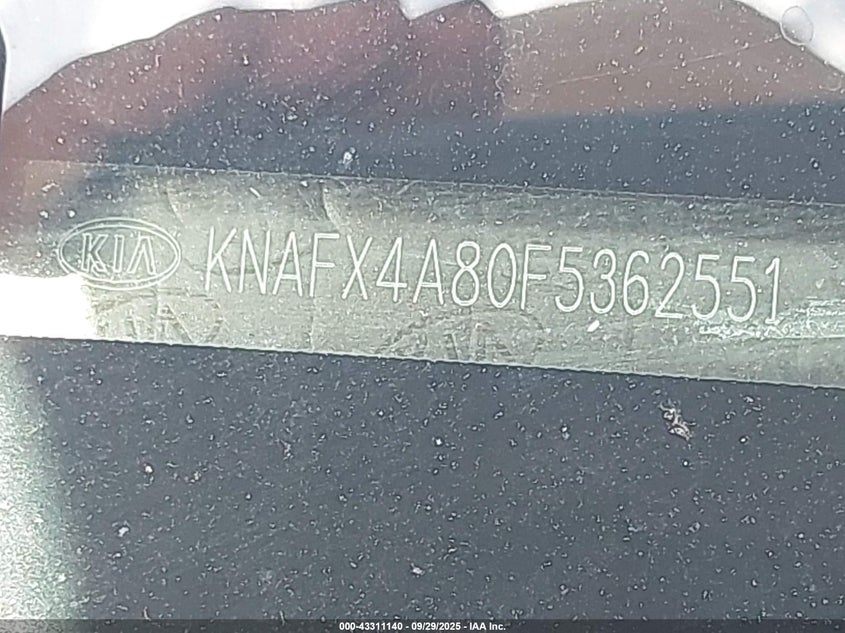 KIA KNAFX4A80F5362551
000-43311140 - 09/29/2025 - IAA Inc.